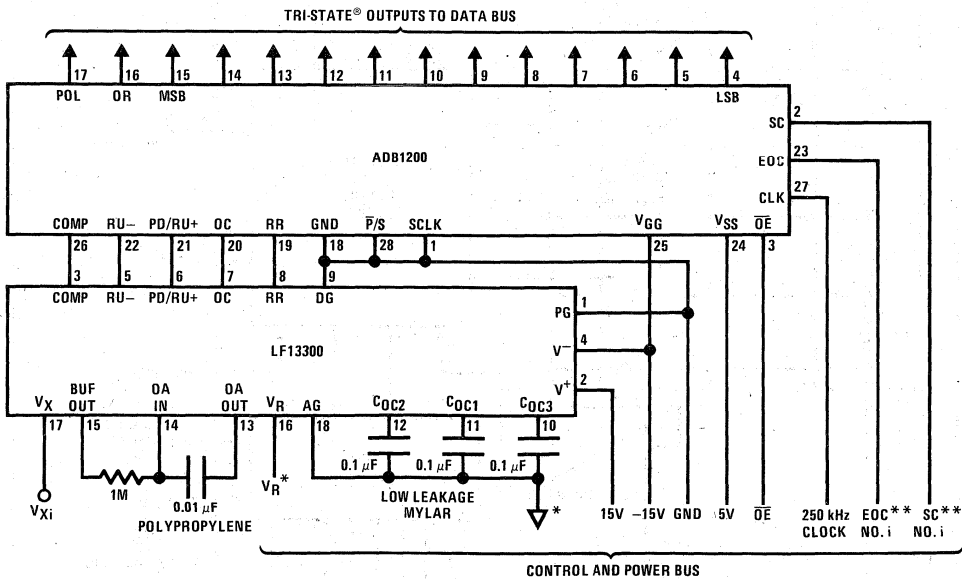 TRI-STATE® OUTPUTS TO DATA BUS
17 16 15 14 13 12 11 10 9 8 7 6 5 4
POL OR MSB LSB
SC 2
ADB1200
EOC 23
CLK 27
COMP RU− PD/RU+ OC RR GND P̅/S SCLK VGG VSS O̅E̅
26 22 21 20 19 18 28 1 25 24 3
3 5 6 7 8 9
COMP RU− PD/RU+ OC RR DG
PG 1
LF13300
V− 4
V+ 2
VX BUF OUT OA IN OA OUT VR AG COC2 COC1 COC3
17 15 14 13 16 18 12 11 10
0.1 μF 0.1 μF 0.1 μF
1M
0.01 μF
POLYPROPYLENE
VXi
VR*
LOW LEAKAGE
MYLAR
*
15V −15V GND 5V O̅E̅ 250 kHz CLOCK EOC** NO. i SC** NO. i
CONTROL AND POWER BUS